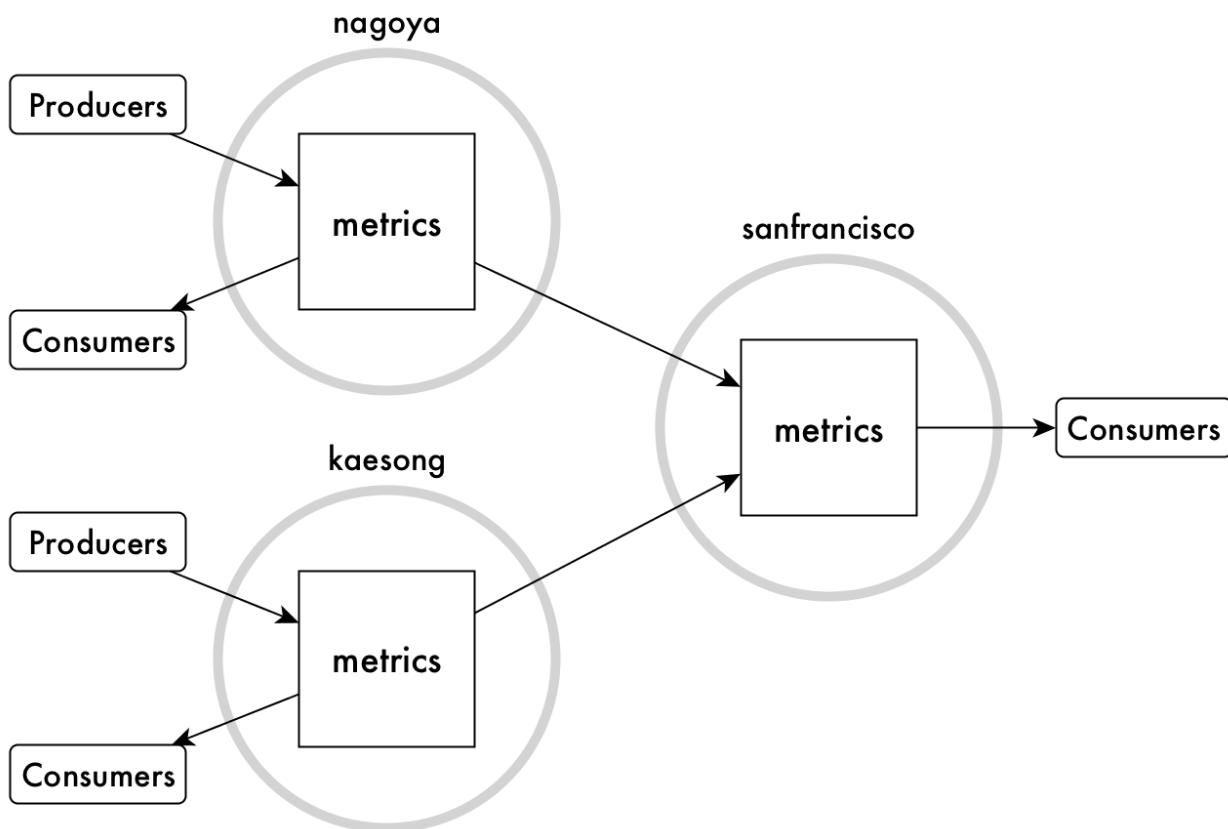 nagoya
Producers
metrics
Consumers
sanfrancisco
metrics
Consumers
kaesong
Producers
metrics
Consumers